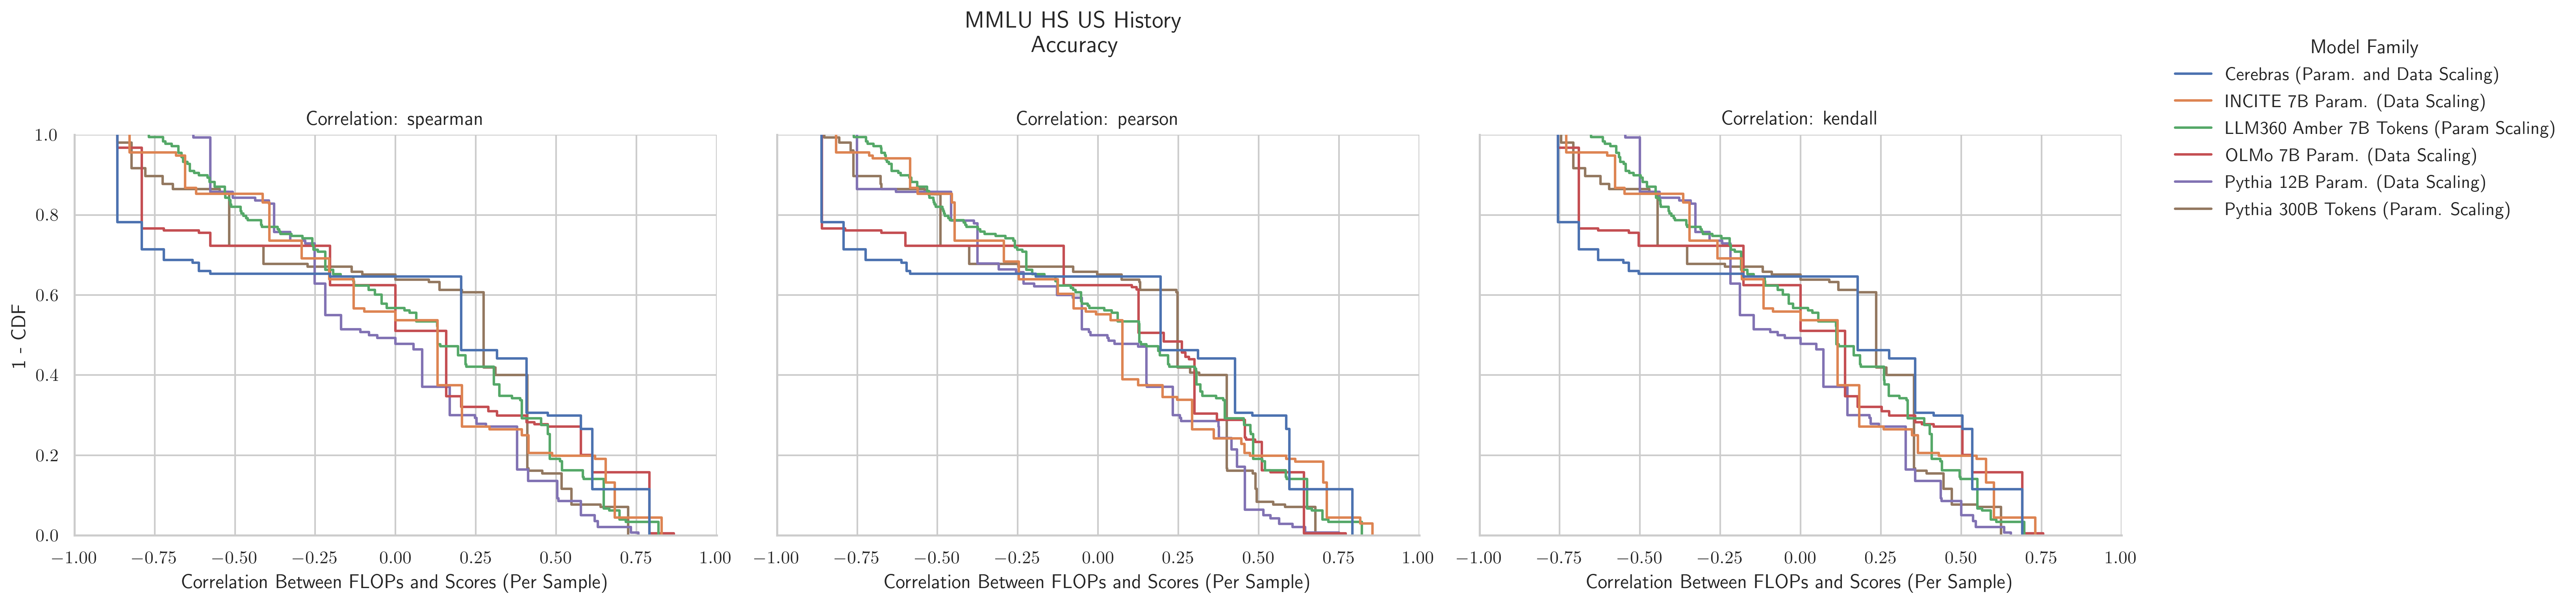 MMLU HS US History
Accuracy
Model Family
Cerebras (Param. and Data Scaling)
INCITE 7B Param. (Data Scaling)
LLM360 Amber 7B Tokens (Param Scaling)
OLMo 7B Param. (Data Scaling)
Pythia 12B Param. (Data Scaling)
Pythia 300B Tokens (Param. Scaling)
Correlation: spearman
Correlation: pearson
Correlation: kendall
1 - CDF
1.0
0.8
0.6
0.4
0.2
0.0
−1.00 −0.75 −0.50 −0.25 0.00 0.25 0.50 0.75 1.00
−1.00 −0.75 −0.50 −0.25 0.00 0.25 0.50 0.75 1.00
−1.00 −0.75 −0.50 −0.25 0.00 0.25 0.50 0.75 1.00
Correlation Between FLOPs and Scores (Per Sample)
Correlation Between FLOPs and Scores (Per Sample)
Correlation Between FLOPs and Scores (Per Sample)